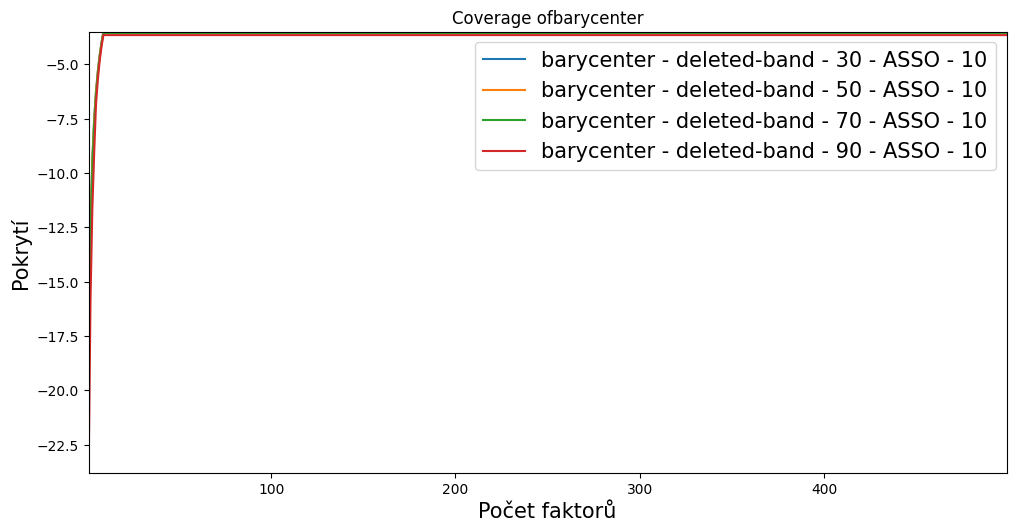 Coverage ofbarycenter
barycenter - deleted-band - 30 - ASSO - 10
barycenter - deleted-band - 50 - ASSO - 10
barycenter - deleted-band - 70 - ASSO - 10
barycenter - deleted-band - 90 - ASSO - 10
Pokrytí
−5.0
−7.5
−10.0
−12.5
−15.0
−17.5
−20.0
−22.5
100
200
300
400
Počet faktorů